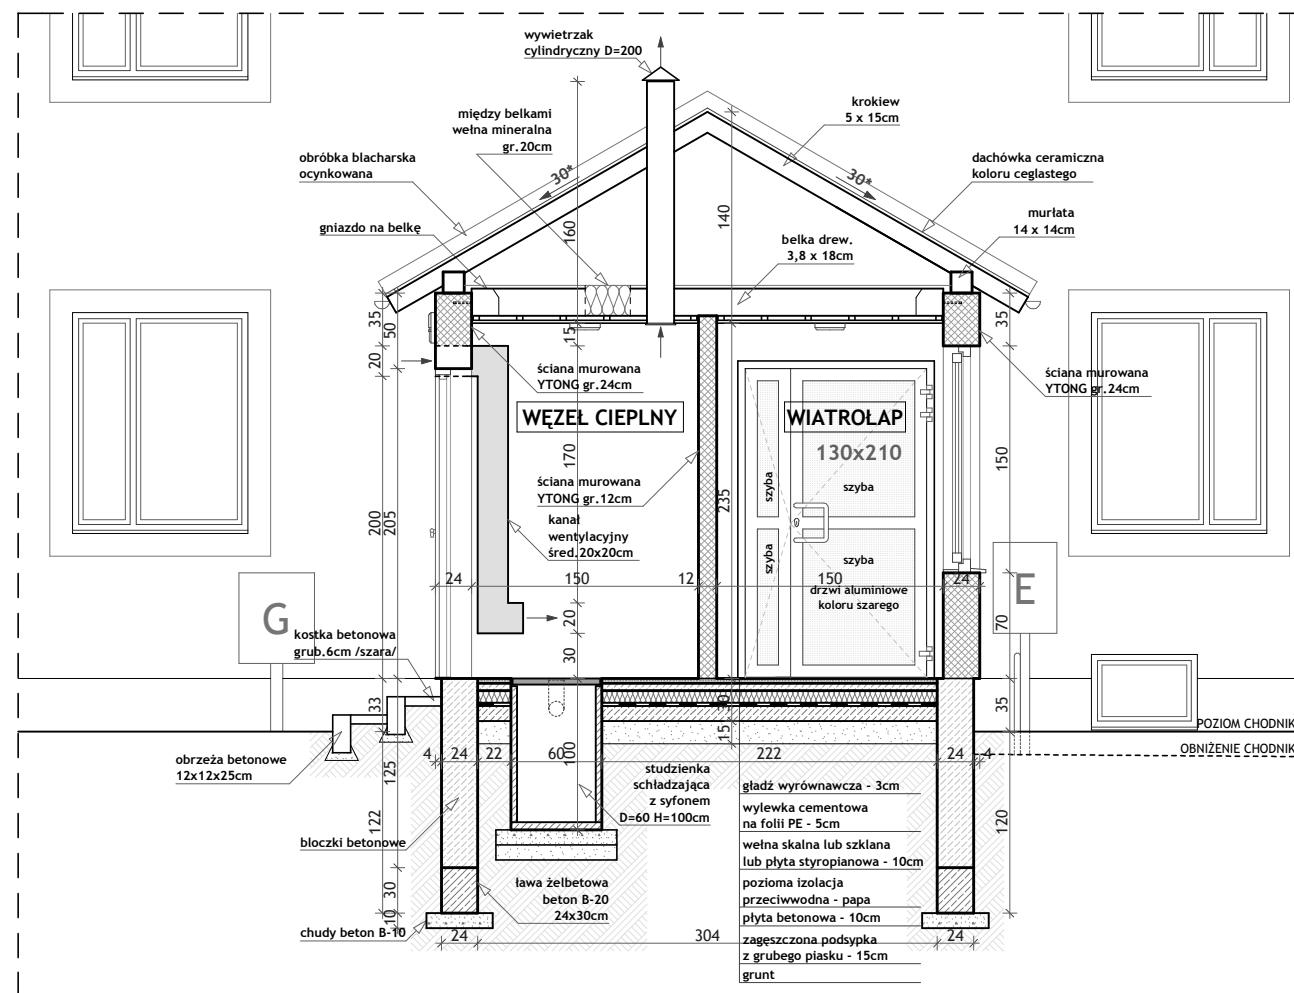 wywietrzak
cylindryczny D=200
między belkami
wełna mineralna
gr.20cm
krokiew
5 x 15cm
obróbka blacharska
ocynkowana
30*
30*
dachówka ceramiczna
koloru ceglastego
gniazdo na belkę
160
140
murłata
14 x 14cm
belka drew.
3,8 x 18cm
35
50
15
35
20
ściana murowana
YTONG gr.24cm
ściana murowana
YTONG gr.24cm
WĘZEŁ CIEPLNY
WIATROŁAP
130x210
170
150
ściana murowana
YTONG gr.12cm
szyba
szyba
235
200
205
kanał
wentylacyjny
śred.20x20cm
szyba
szyba
24
150
12
150
24
drzwi aluminiowe
koloru szarego
G
E
20
70
kostka betonowa
grub.6cm /szara/
30
33
30
35
15
POZIOM CHODNIK
OBNIŻENIE CHODNIK
obrzeża betonowe
12x12x25cm
4
24
22
60
100
222
24
4
125
studzienka
schładzająca
z syfonem
D=60 H=100cm
gładź wyrównawcza - 3cm
wylewka cementowa
na folii PE - 5cm
122
120
bloczki betonowe
wełna skalna lub szklana
lub płyta styropianowa - 10cm
30
ława żelbetowa
beton B-20
24x30cm
pozioma izolacja
przeciwwodna - papa
płyta betonowa - 10cm
10
chudy beton B-10
24
304
24
zagęszczona podsypka
z grubego piasku - 15cm
grunt